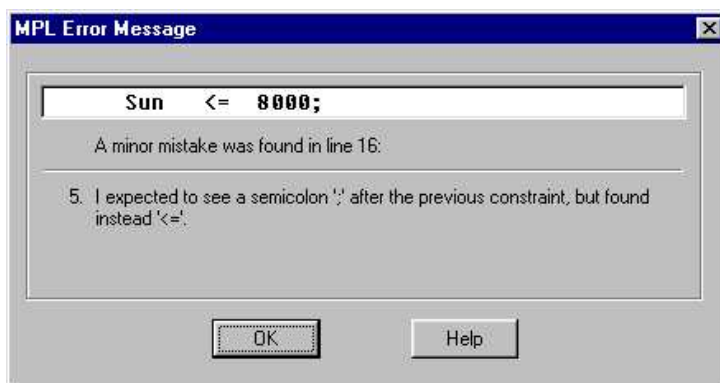 MPL Error Message
Sun <= 8000;
A minor mistake was found in line 16:
5. I expected to see a semicolon ';' after the previous constraint, but found
instead '<='.
OK Help